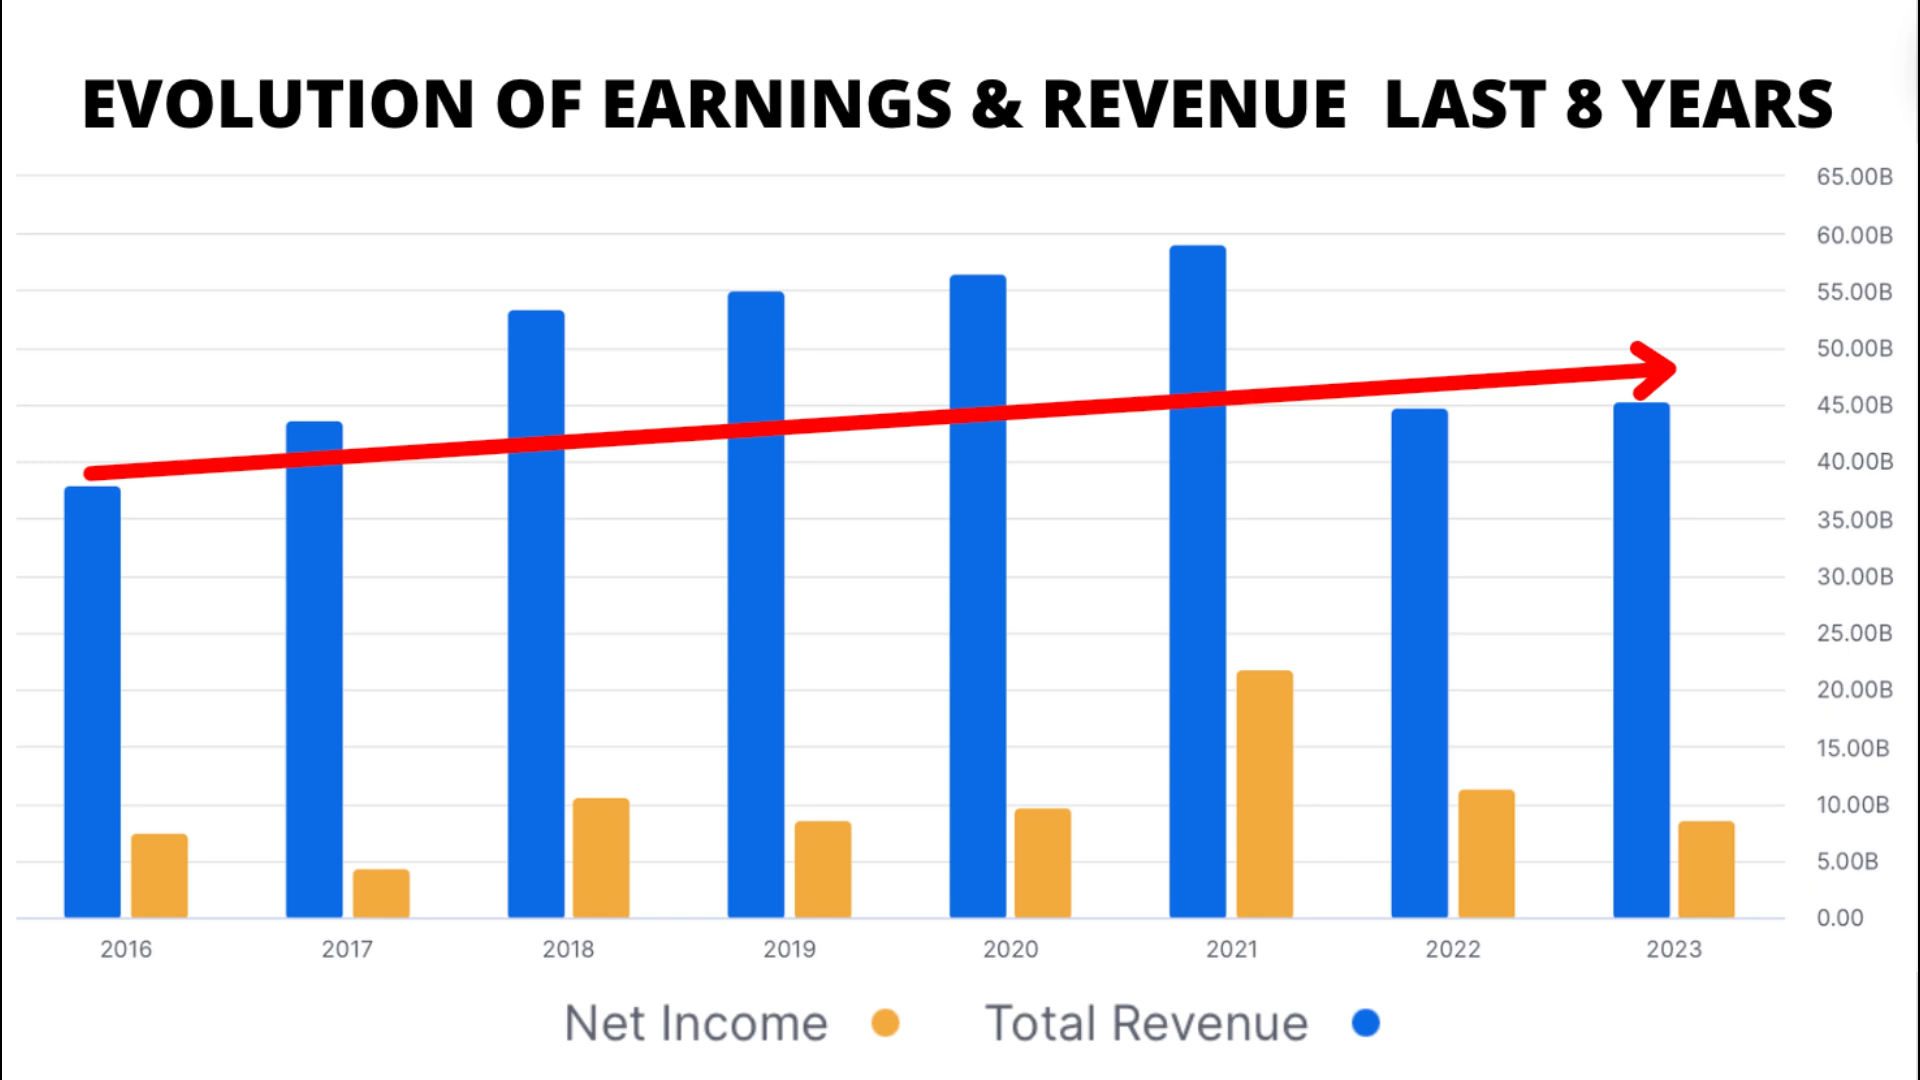 EVOLUTION OF EARNINGS & REVENUE LAST 8 YEARS
65.00B
60.00B
55.00B
50.00B
45.00B
40.00B
35.00B
30.00B
25.00B
20.00B
15.00B
10.00B
5.00B
0.00
2016 2017 2018 2019 2020 2021 2022 2023
Net Income Total Revenue